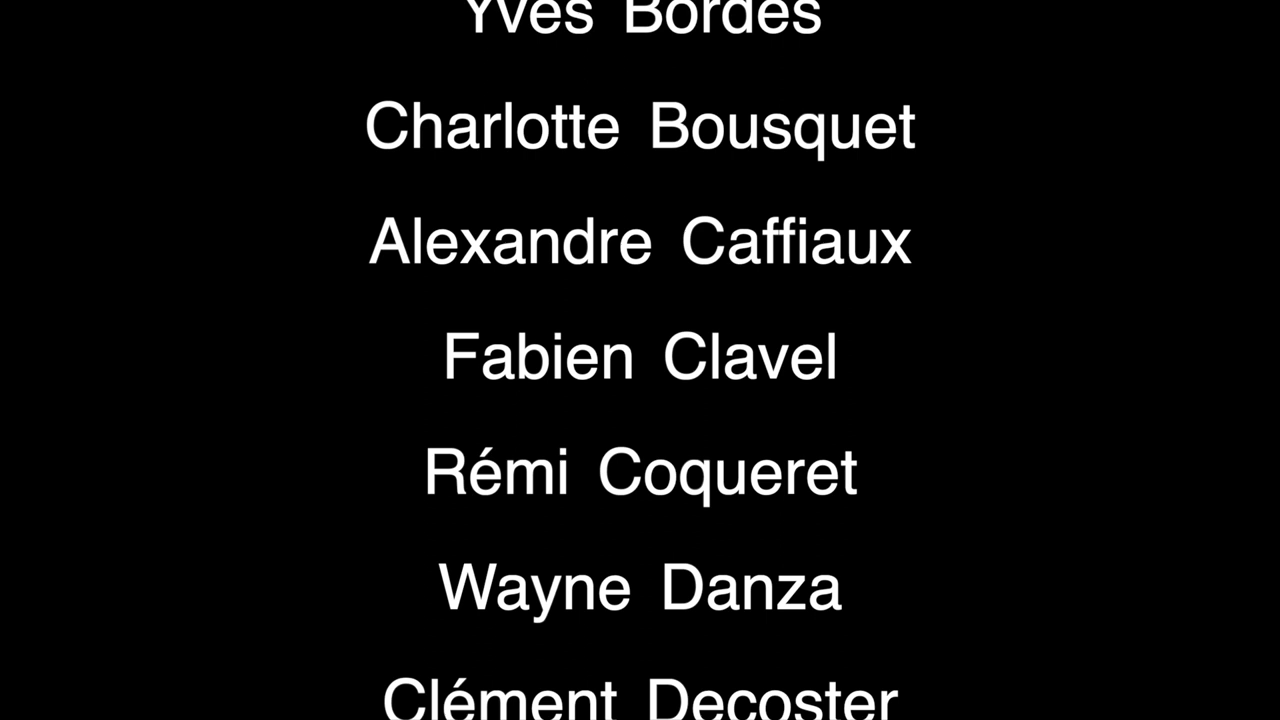 Yves Bordes
Charlotte Bousquet
Alexandre Caffiaux
Fabien Clavel
Rémi Coqueret
Wayne Danza
Clément Decoster